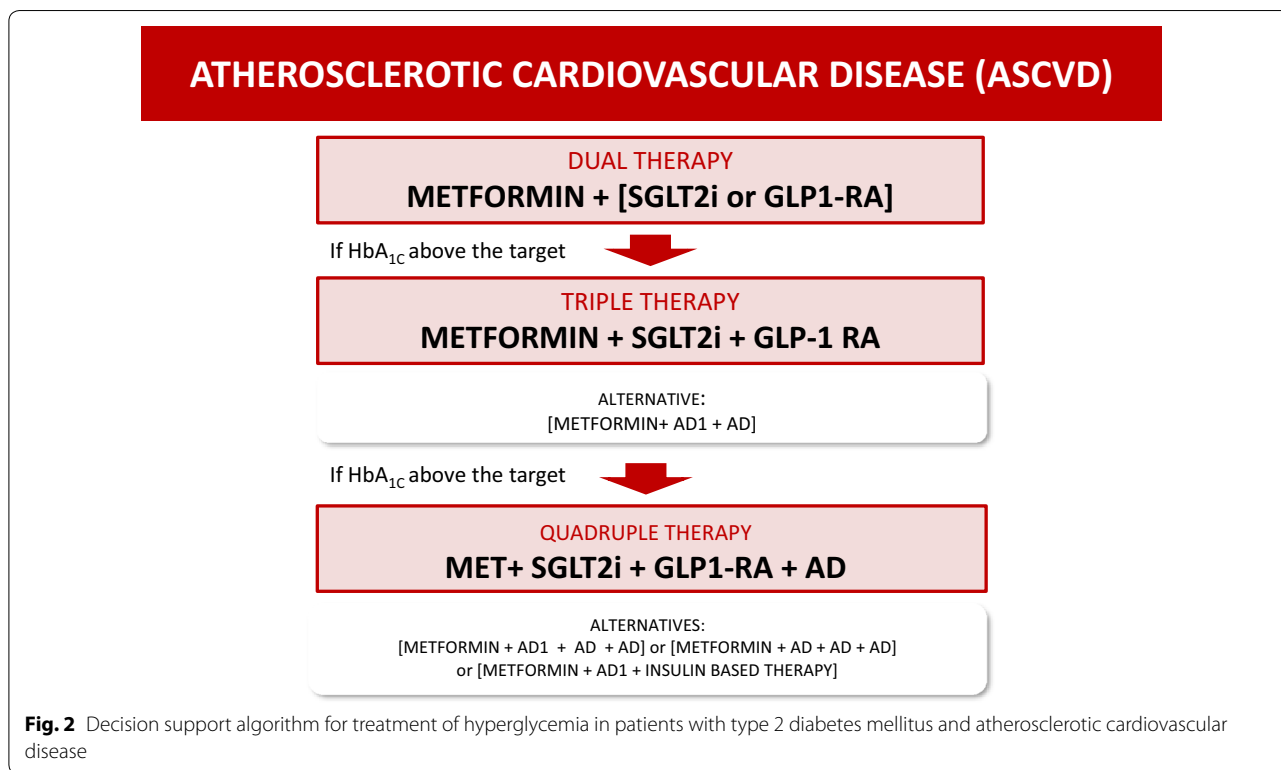 ATHEROSCLEROTIC CARDIOVASCULAR DISEASE (ASCVD)
DUAL THERAPY
METFORMIN + [SGLT2i or GLP1-RA]
If HbA1C above the target
TRIPLE THERAPY
METFORMIN + SGLT2i + GLP-1 RA
ALTERNATIVE:
[METFORMIN+ AD1 + AD]
If HbA1C above the target
QUADRUPLE THERAPY
MET+ SGLT2i + GLP1-RA + AD
ALTERNATIVES:
[METFORMIN + AD1 + AD + AD] or [METFORMIN + AD + AD + AD]
or [METFORMIN + AD1 + INSULIN BASED THERAPY]
Fig. 2 Decision support algorithm for treatment of hyperglycemia in patients with type 2 diabetes mellitus and atherosclerotic cardiovascular
disease